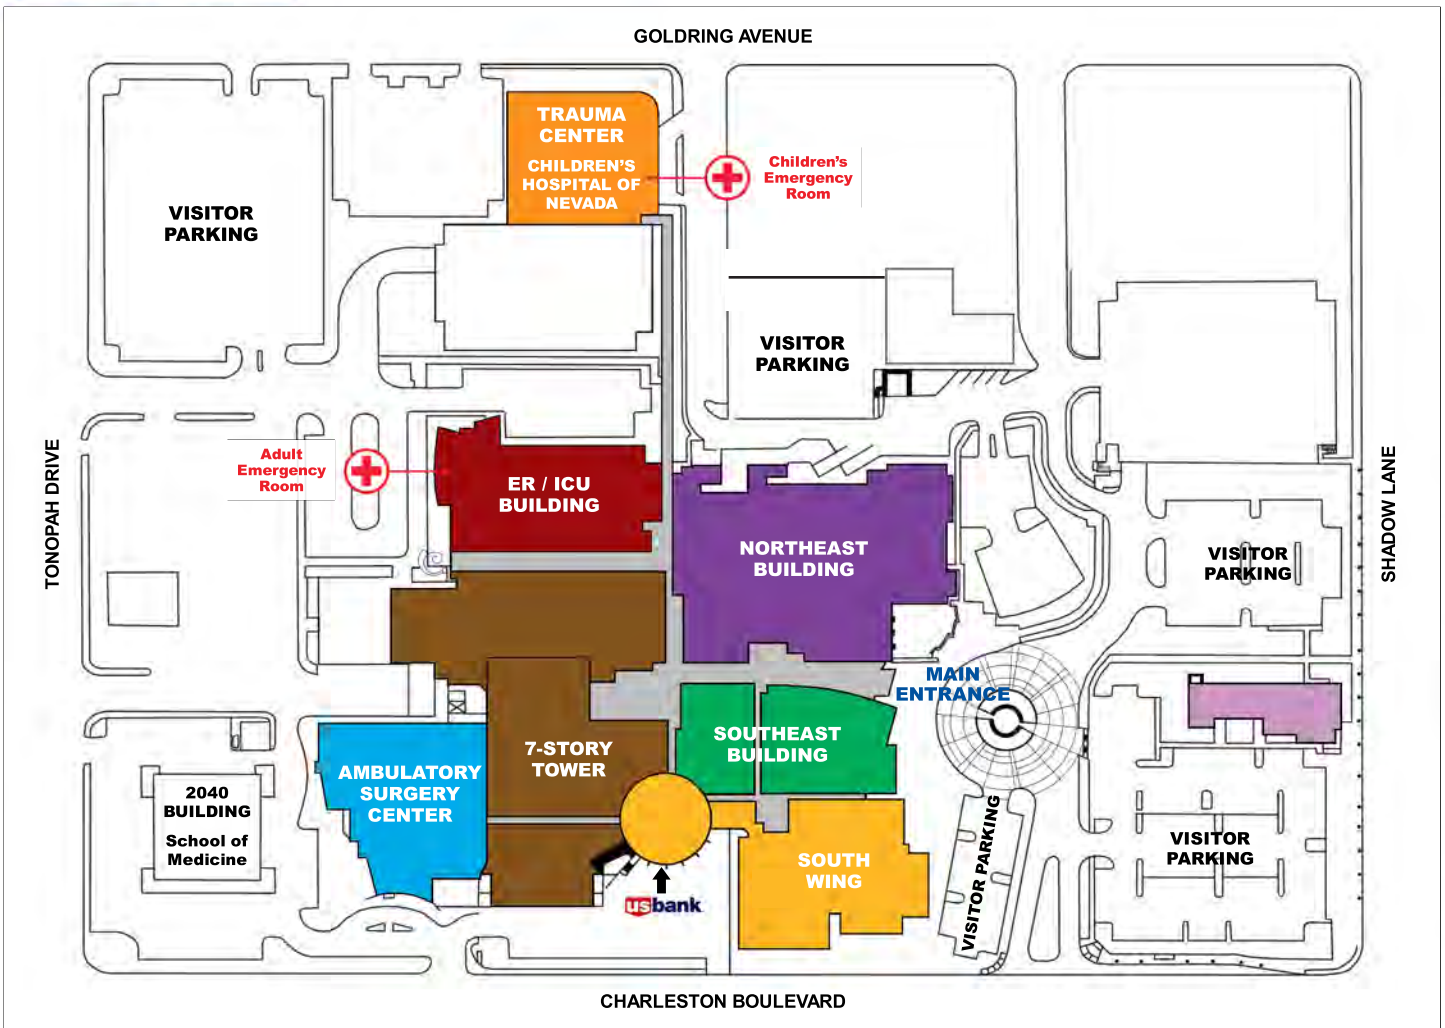 GOLDRING AVENUE
TRAUMA
CENTER
CHILDREN'S
HOSPITAL OF
NEVADA
Children's
Emergency
Room
VISITOR
PARKING
VISITOR
PARKING
TONOPAH DRIVE
Adult
Emergency
Room
ER / ICU
BUILDING
NORTHEAST
BUILDING
VISITOR
PARKING
SHADOW LANE
MAIN
ENTRANCE
SOUTHEAST
BUILDING
7-STORY
TOWER
AMBULATORY
SURGERY
CENTER
2040
BUILDING
School of
Medicine
SOUTH
WING
VISITOR PARKING
VISITOR
PARKING
usbank
CHARLESTON BOULEVARD